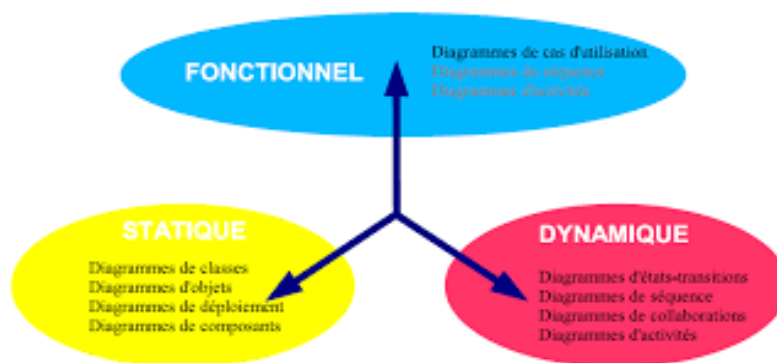 FONCTIONNEL
Diagrammes de cas d'utilisation
Diagrammes de séquence
Diagrammes d'activités
STATIQUE
Diagrammes de classes
Diagrammes d'objets
Diagrammes de déploiement
Diagrammes de composants
DYNAMIQUE
Diagrammes d'états-transitions
Diagrammes de séquence
Diagrammes de collaborations
Diagrammes d'activités